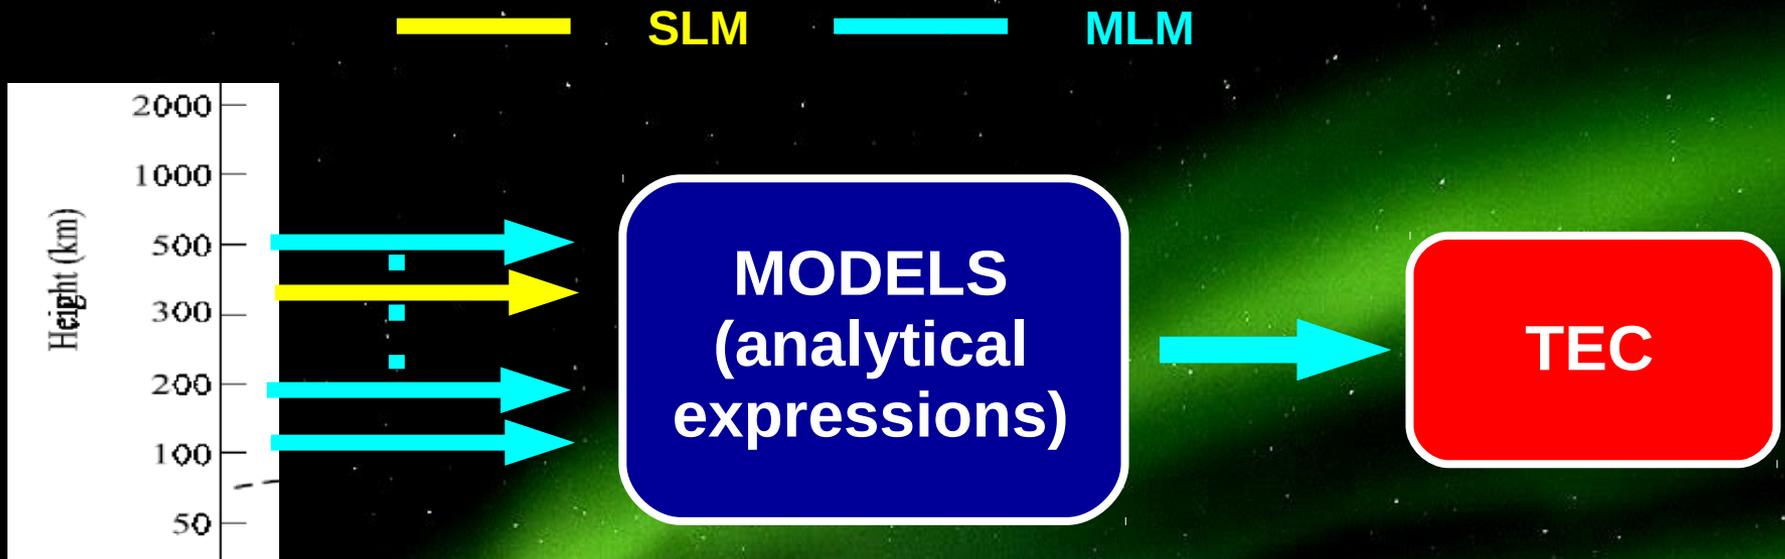 SLM
MLM
2000
1000
500
300
200
100
50
Height (km)
MODELS
(analytical
expressions)
TEC